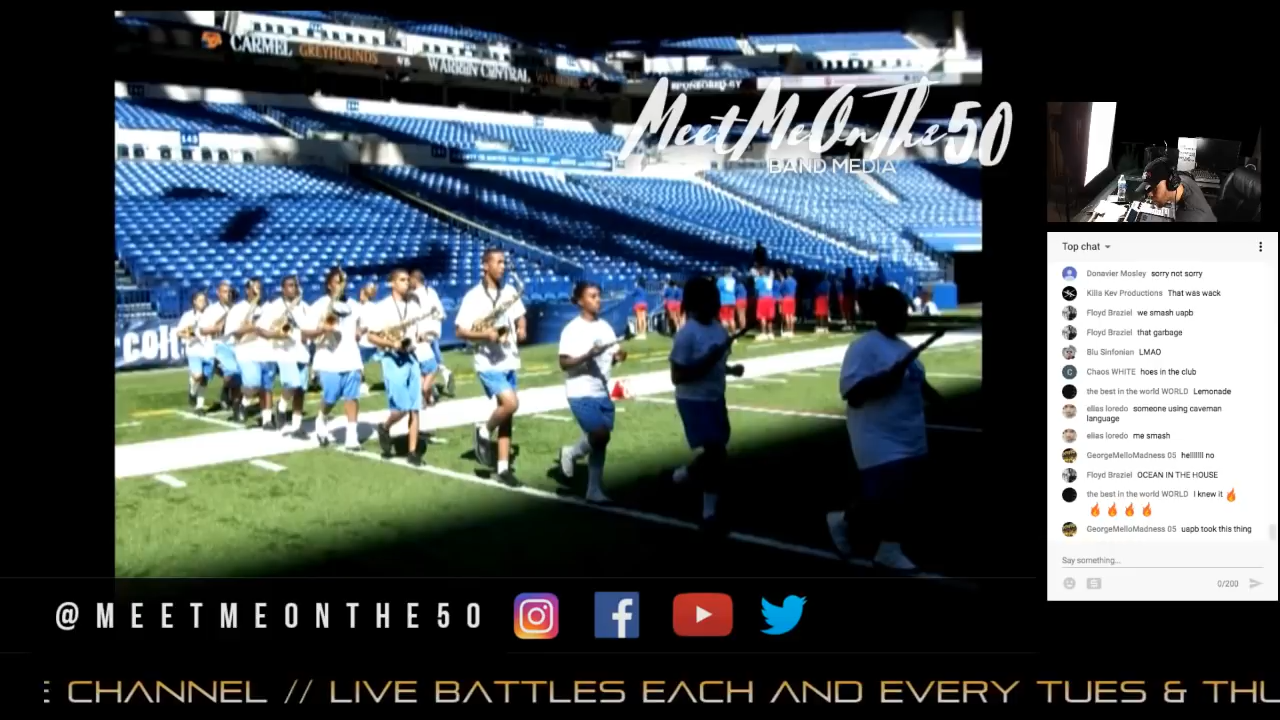 CARMEL GREYHOUNDS
WARREN CENTRAL
SPONSORED BY
MeetMeOnThe50
BAND MEDIA
colts
Top chat
Donavier Mosley sorry not sorry
Killa Kev Productions That was wack
Floyd Braziel we smash uapb
Floyd Braziel that garbage
Blu Sinfonian LMAO
C
Chaos WHITE hoes in the club
the best in the world WORLD Lemonade
elias loredo someone using caveman
language
elias loredo me smash
GeorgeMelloMadness 05 hellllllll no
Floyd Braziel OCEAN IN THE HOUSE
the best in the world WORLD I knew it 🔥
🔥 🔥 🔥 🔥
GeorgeMelloMadness 05 uapb took this thing
Say something...
0/200
@MEETMEONTHE50
E CHANNEL // LIVE BATTLES EACH AND EVERY TUES & THU